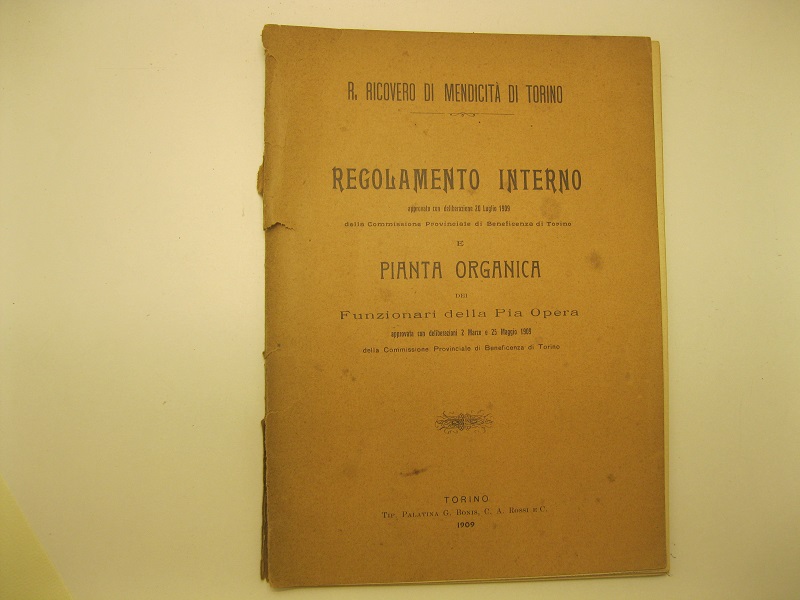 R. RICOVERO DI MENDICITÀ DI TORINO
REGOLAMENTO INTERNO
approvato con deliberazione 20 Luglio 1909
della Commissione Provinciale di Beneficenza di Torino
E
PIANTA ORGANICA
DEI
Funzionari della Pia Opera
approvata con deliberazioni 2 Marzo e 25 Maggio 1909
della Commissione Provinciale di Beneficenza di Torino
TORINO
TIP. PALATINA G. BONIS, C. A. ROSSI E C.
1909